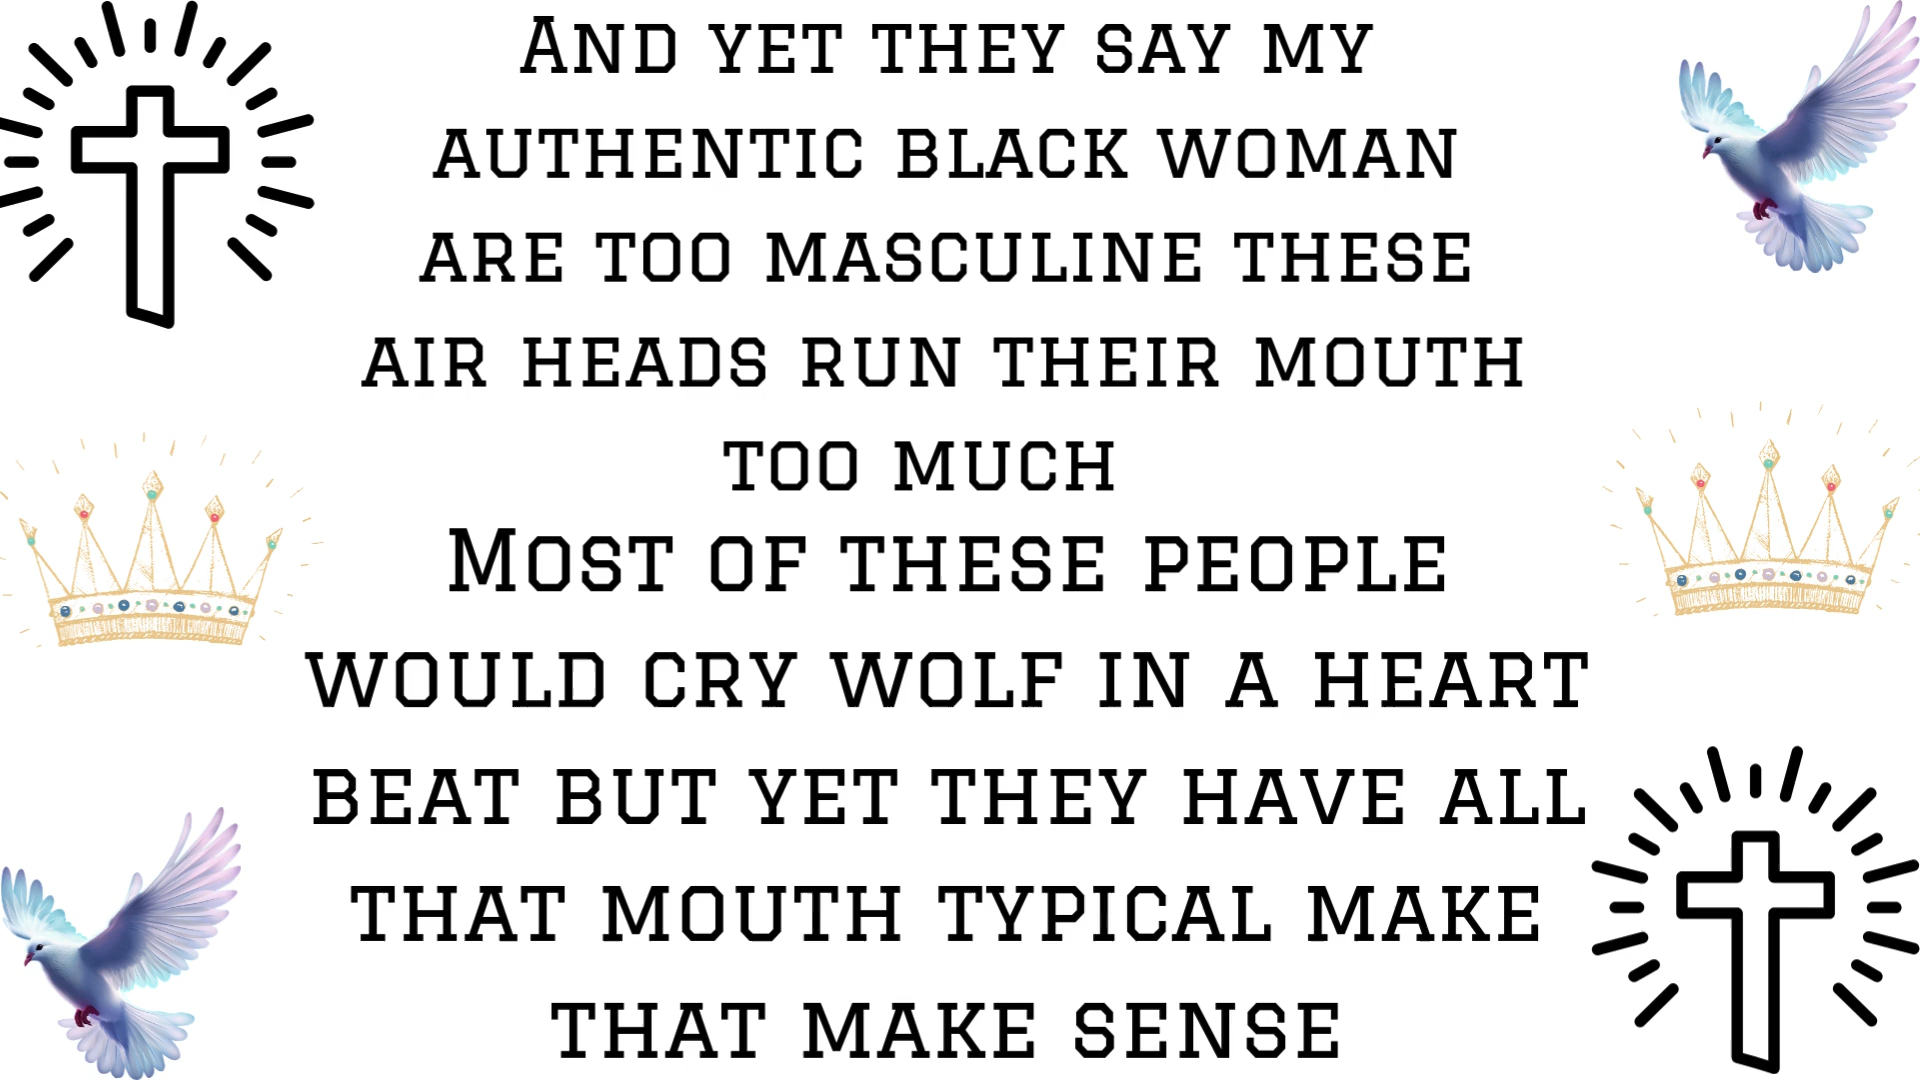 And yet they say my
authentic black woman
are too masculine these
air heads run their mouth
too much
Most of these people
would cry wolf in a heart
beat but yet they have all
that mouth typical make
that make sense